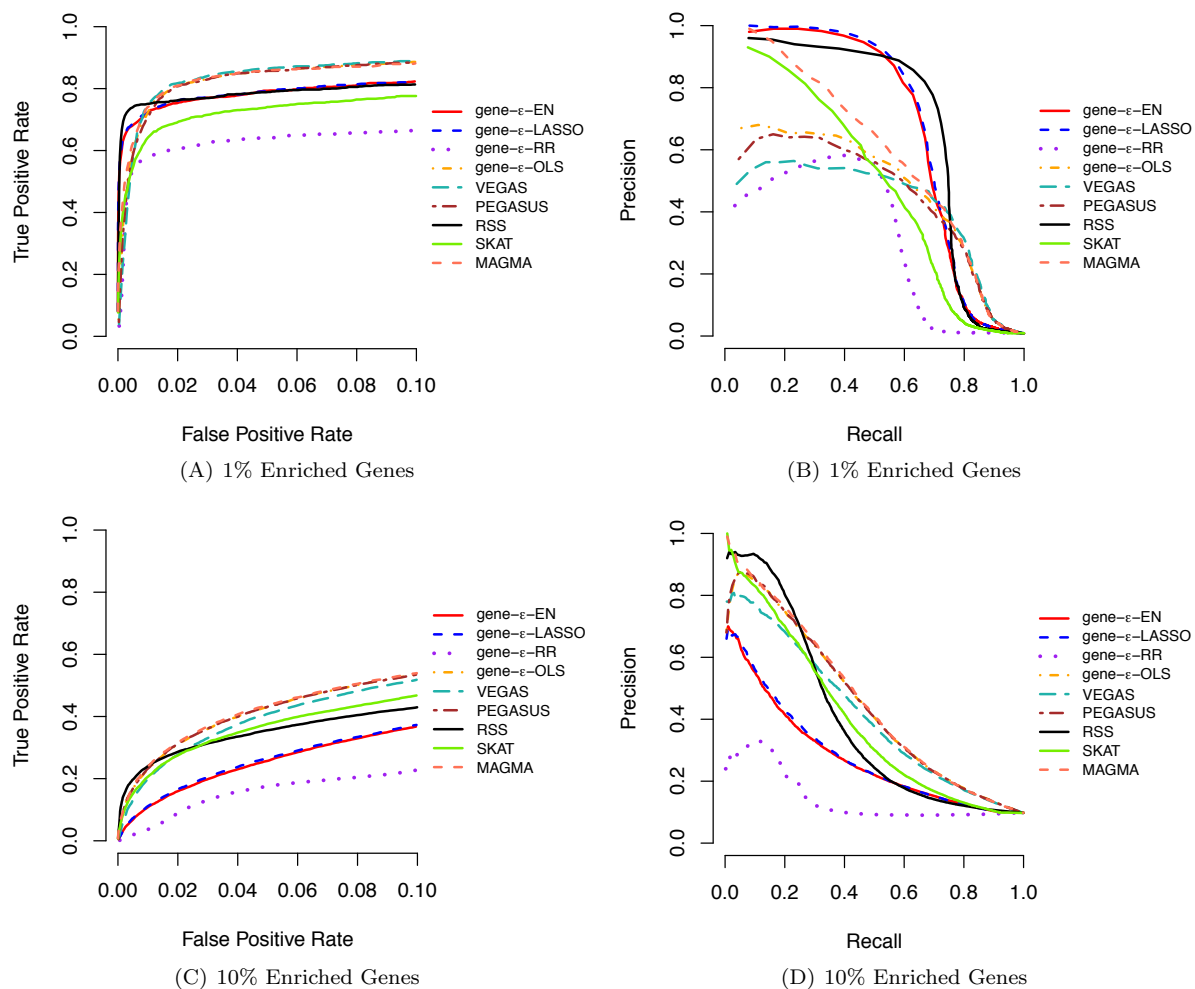 True Positive Rate
0.0 0.2 0.4 0.6 0.8 1.0
0.00 0.02 0.04 0.06 0.08 0.10
False Positive Rate
gene-ε-EN
gene-ε-LASSO
gene-ε-RR
gene-ε-OLS
VEGAS
PEGASUS
RSS
SKAT
MAGMA
(A) 1% Enriched Genes
Precision
0.0 0.2 0.4 0.6 0.8 1.0
0.0 0.2 0.4 0.6 0.8 1.0
Recall
gene-ε-EN
gene-ε-LASSO
gene-ε-RR
gene-ε-OLS
VEGAS
PEGASUS
RSS
SKAT
MAGMA
(B) 1% Enriched Genes
True Positive Rate
0.0 0.2 0.4 0.6 0.8 1.0
0.00 0.02 0.04 0.06 0.08 0.10
False Positive Rate
gene-ε-EN
gene-ε-LASSO
gene-ε-RR
gene-ε-OLS
VEGAS
PEGASUS
RSS
SKAT
MAGMA
(C) 10% Enriched Genes
Precision
0.0 0.2 0.4 0.6 0.8 1.0
0.0 0.2 0.4 0.6 0.8 1.0
Recall
gene-ε-EN
gene-ε-LASSO
gene-ε-RR
gene-ε-OLS
VEGAS
PEGASUS
RSS
SKAT
MAGMA
(D) 10% Enriched Genes